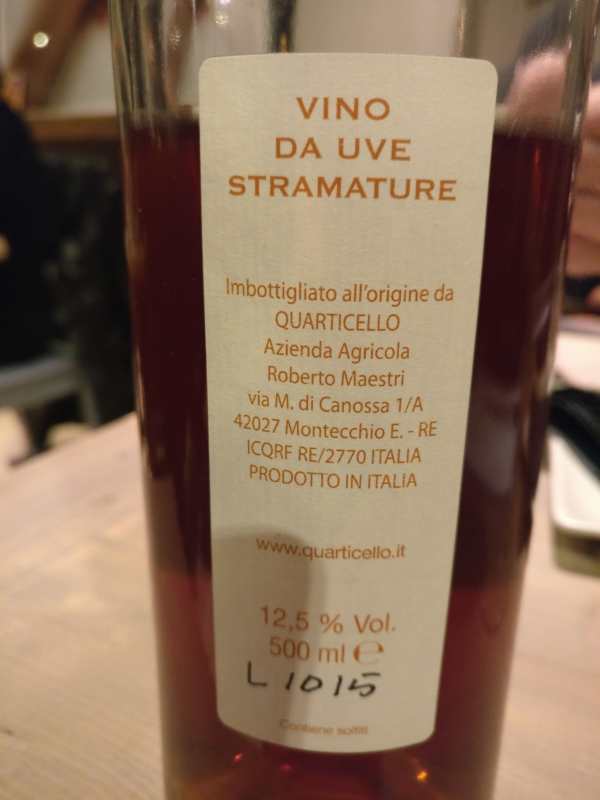 VINO
DA UVE
STRAMATURE
Imbottigliato all'origine da
QUARTICELLO
Azienda Agricola
Roberto Maestri
via M. di Canossa 1/A
42027 Montecchio E. - RE
ICQRF RE/2770 ITALIA
PRODOTTO IN ITALIA
www.quarticello.it
12,5 % Vol.
500 ml ℮
L 1015
Contiene solfiti